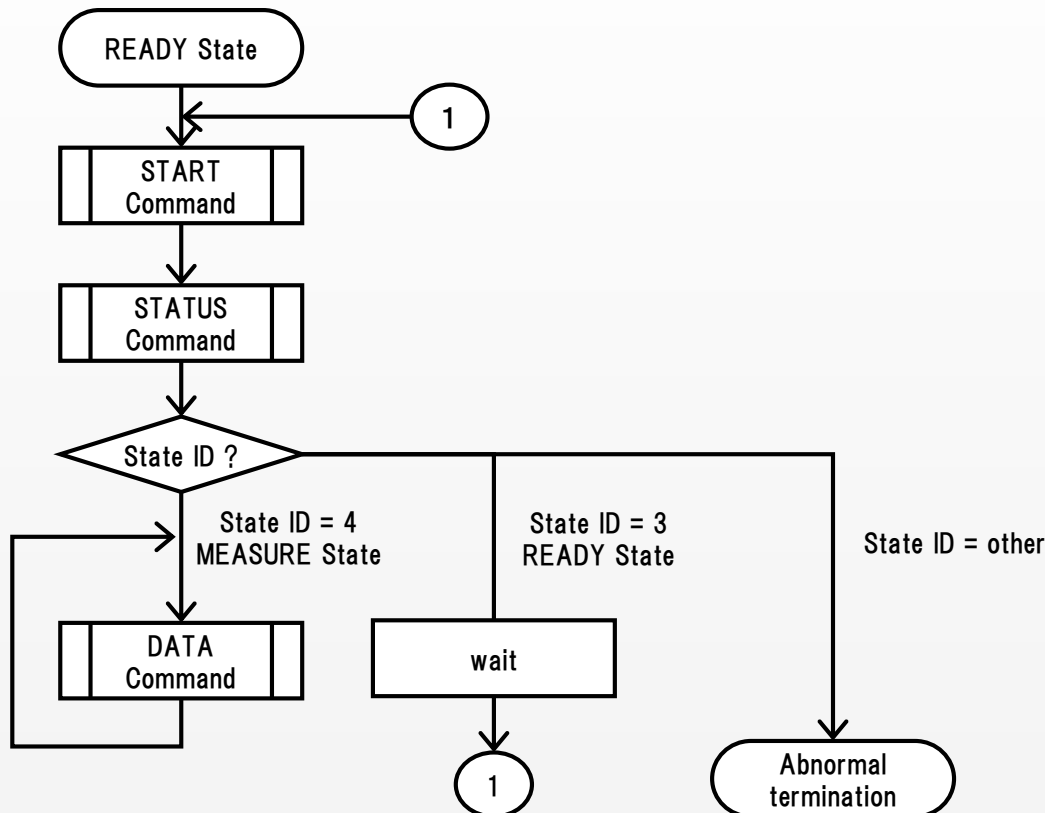 READY State
1
START
Command
STATUS
Command
State ID ?
State ID = 4
MEASURE State
State ID = 3
READY State
State ID = other
DATA
Command
wait
1
Abnormal
termination